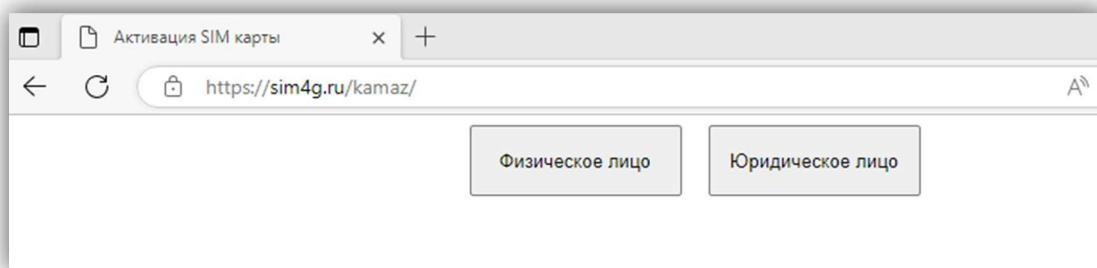 Активация SIM карты
https://sim4g.ru/kamaz/
A
Физическое лицо
Юридическое лицо